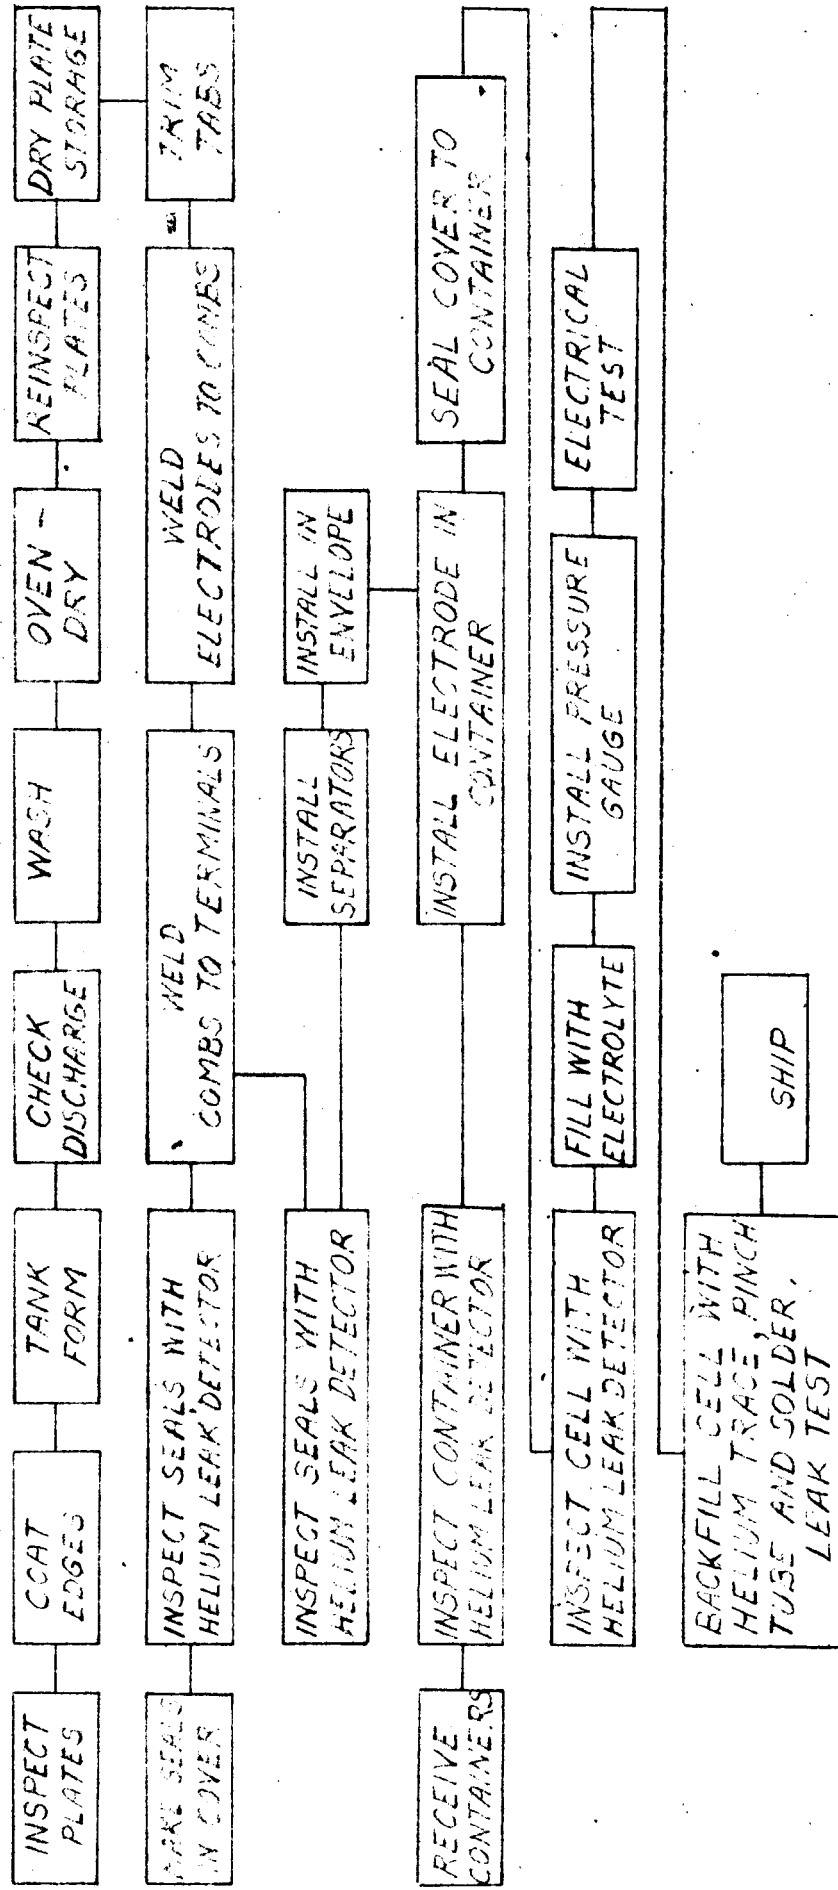 INSPECT
PLATES
COAT
EDGES
TANK
FORM
CHECK
DISCHARGE
WASH
OVEN -
DRY
REINSPECT
PLATES
DRY PLATE
STORAGE
MAKE SEALS
IN COVER
INSPECT SEALS WITH
HELIUM LEAK DETECTOR
WELD
COMBS TO TERMINALS
WELD
ELECTRODES TO COMBS
TRIM
TABS
INSPECT SEALS WITH
HELIUM LEAK DETECTOR
INSTALL
SEPARATORS
INSTALL IN
ENVELOPE
RECEIVE
CONTAINERS
INSPECT CONTAINER WITH
HELIUM LEAK DETECTOR
INSTALL ELECTRODE IN
CONTAINER
SEAL COVER TO
CONTAINER
INSPECT CELL WITH
HELIUM LEAK DETECTOR
FILL WITH
ELECTROLYTE
INSTALL PRESSURE
GAUGE
ELECTRICAL
TEST
BACKFILL CELL WITH
HELIUM TRACE, PINCH
TUBE AND SOLDER.
LEAK TEST
SHIP